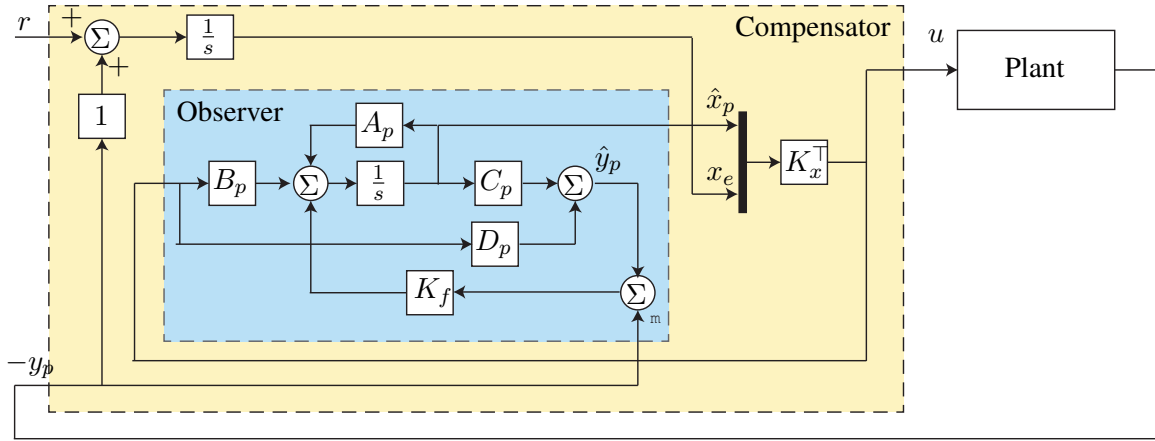 r
+
Σ
+
1/s
Compensator
u
Plant
1
Observer
A_p
x̂_p
B_p
Σ
1/s
C_p
Σ
ŷ_p
x_e
K_x^⊤
D_p
K_f
Σ
m
−y_p